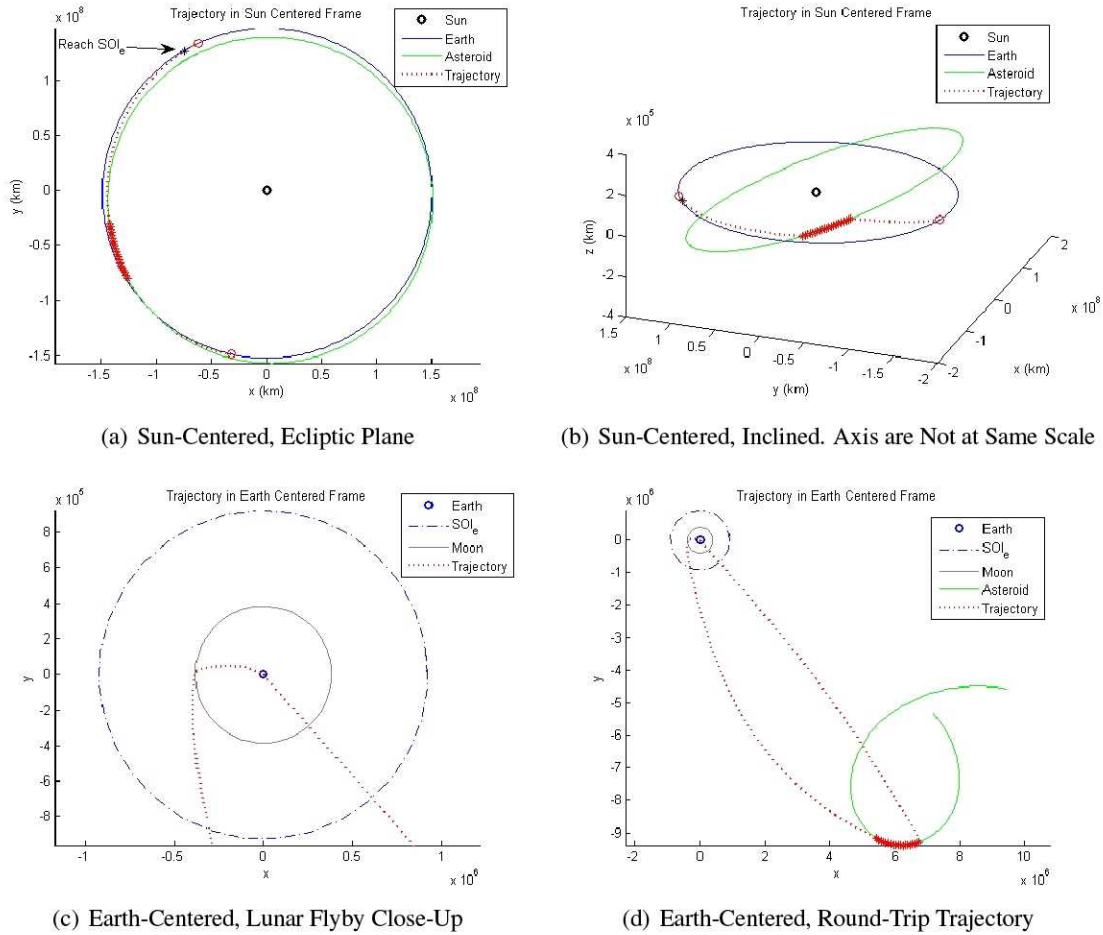 Trajectory in Sun Centered Frame
x 10^8
Reach SOI_e
Sun
Earth
Asteroid
Trajectory
1
0.5
0
-0.5
-1
-1.5
y (km)
-1.5 -1 -0.5 0 0.5 1 1.5
x (km)
x 10^8
(a) Sun-Centered, Ecliptic Plane
Trajectory in Sun Centered Frame
Sun
Earth
Asteroid
Trajectory
x 10^5
4
2
0
-2
-4
z (km)
1.5 1 0.5 0 -0.5 -1 -1.5 -2
x 10^8
y (km)
2
1
0
-1
-2
x 10^8
x (km)
(b) Sun-Centered, Inclined. Axis are Not at Same Scale
Trajectory in Earth Centered Frame
x 10^5
Earth
SOI_e
Moon
Trajectory
8
6
4
2
0
-2
-4
-6
-8
y
-1 -0.5 0 0.5 1
x
x 10^6
(c) Earth-Centered, Lunar Flyby Close-Up
Trajectory in Earth Centered Frame
x 10^6
Earth
SOI_e
Moon
Asteroid
Trajectory
0
-1
-2
-3
-4
-5
-6
-7
-8
-9
y
-2 0 2 4 6 8 10
x
x 10^6
(d) Earth-Centered, Round-Trip Trajectory